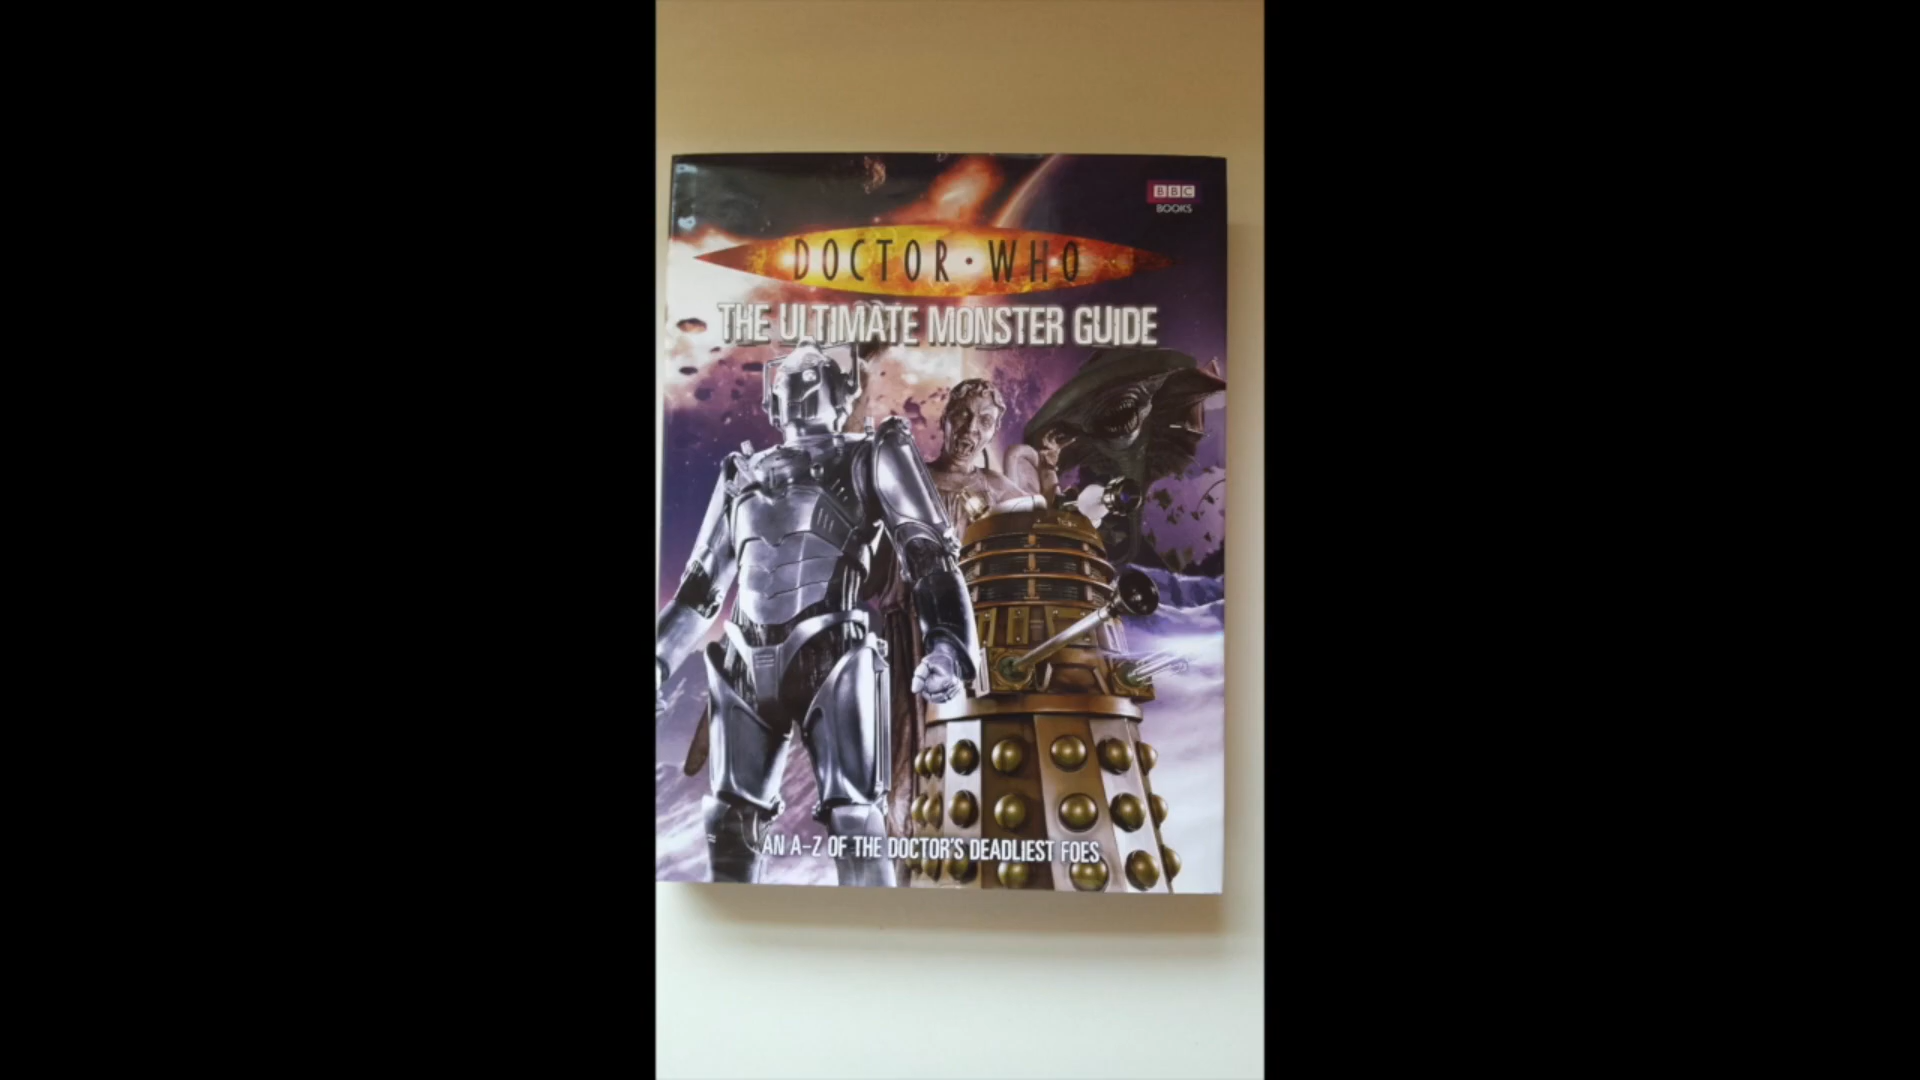 BBC
BOOKS
DOCTOR·WHO
THE ULTIMATE MONSTER GUIDE
AN A–Z OF THE DOCTOR'S DEADLIEST FOES